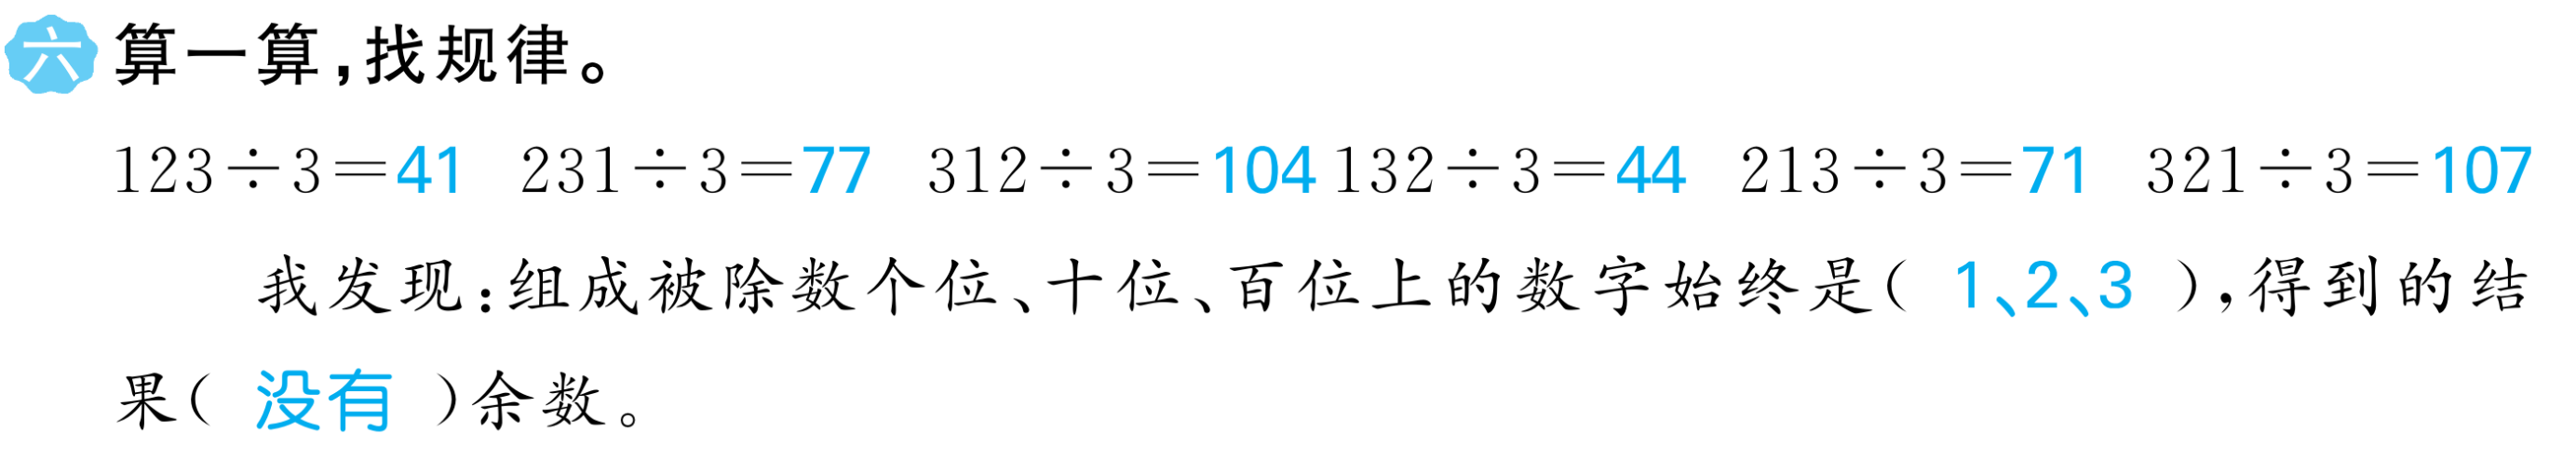 六 算一算,找规律。
123÷3=41 231÷3=77 312÷3=104 132÷3=44 213÷3=71 321÷3=107
我发现:组成被除数个位、十位、百位上的数字始终是( 1、2、3 ),得到的结
果( 没有 )余数。